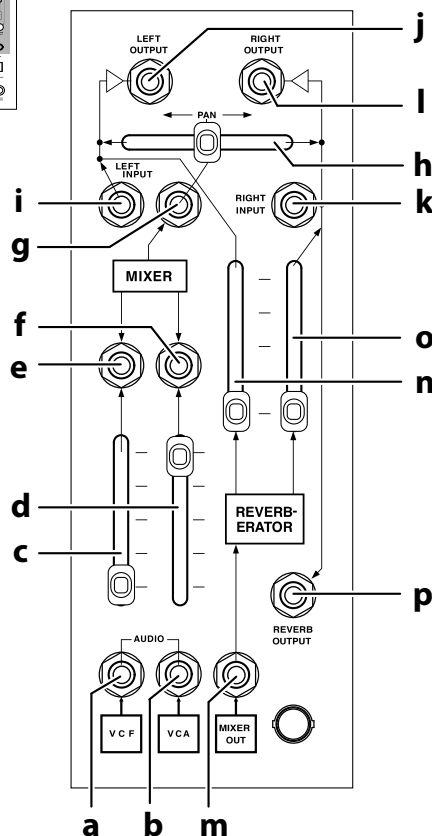 j
LEFT
OUTPUT
RIGHT
OUTPUT
l
PAN
h
LEFT
INPUT
RIGHT
INPUT
i
k
g
MIXER
f
o
e
n
d
REVERB-
ERATOR
c
p
REVERB
OUTPUT
AUDIO
VCF
VCA
MIXER
OUT
a
b
m